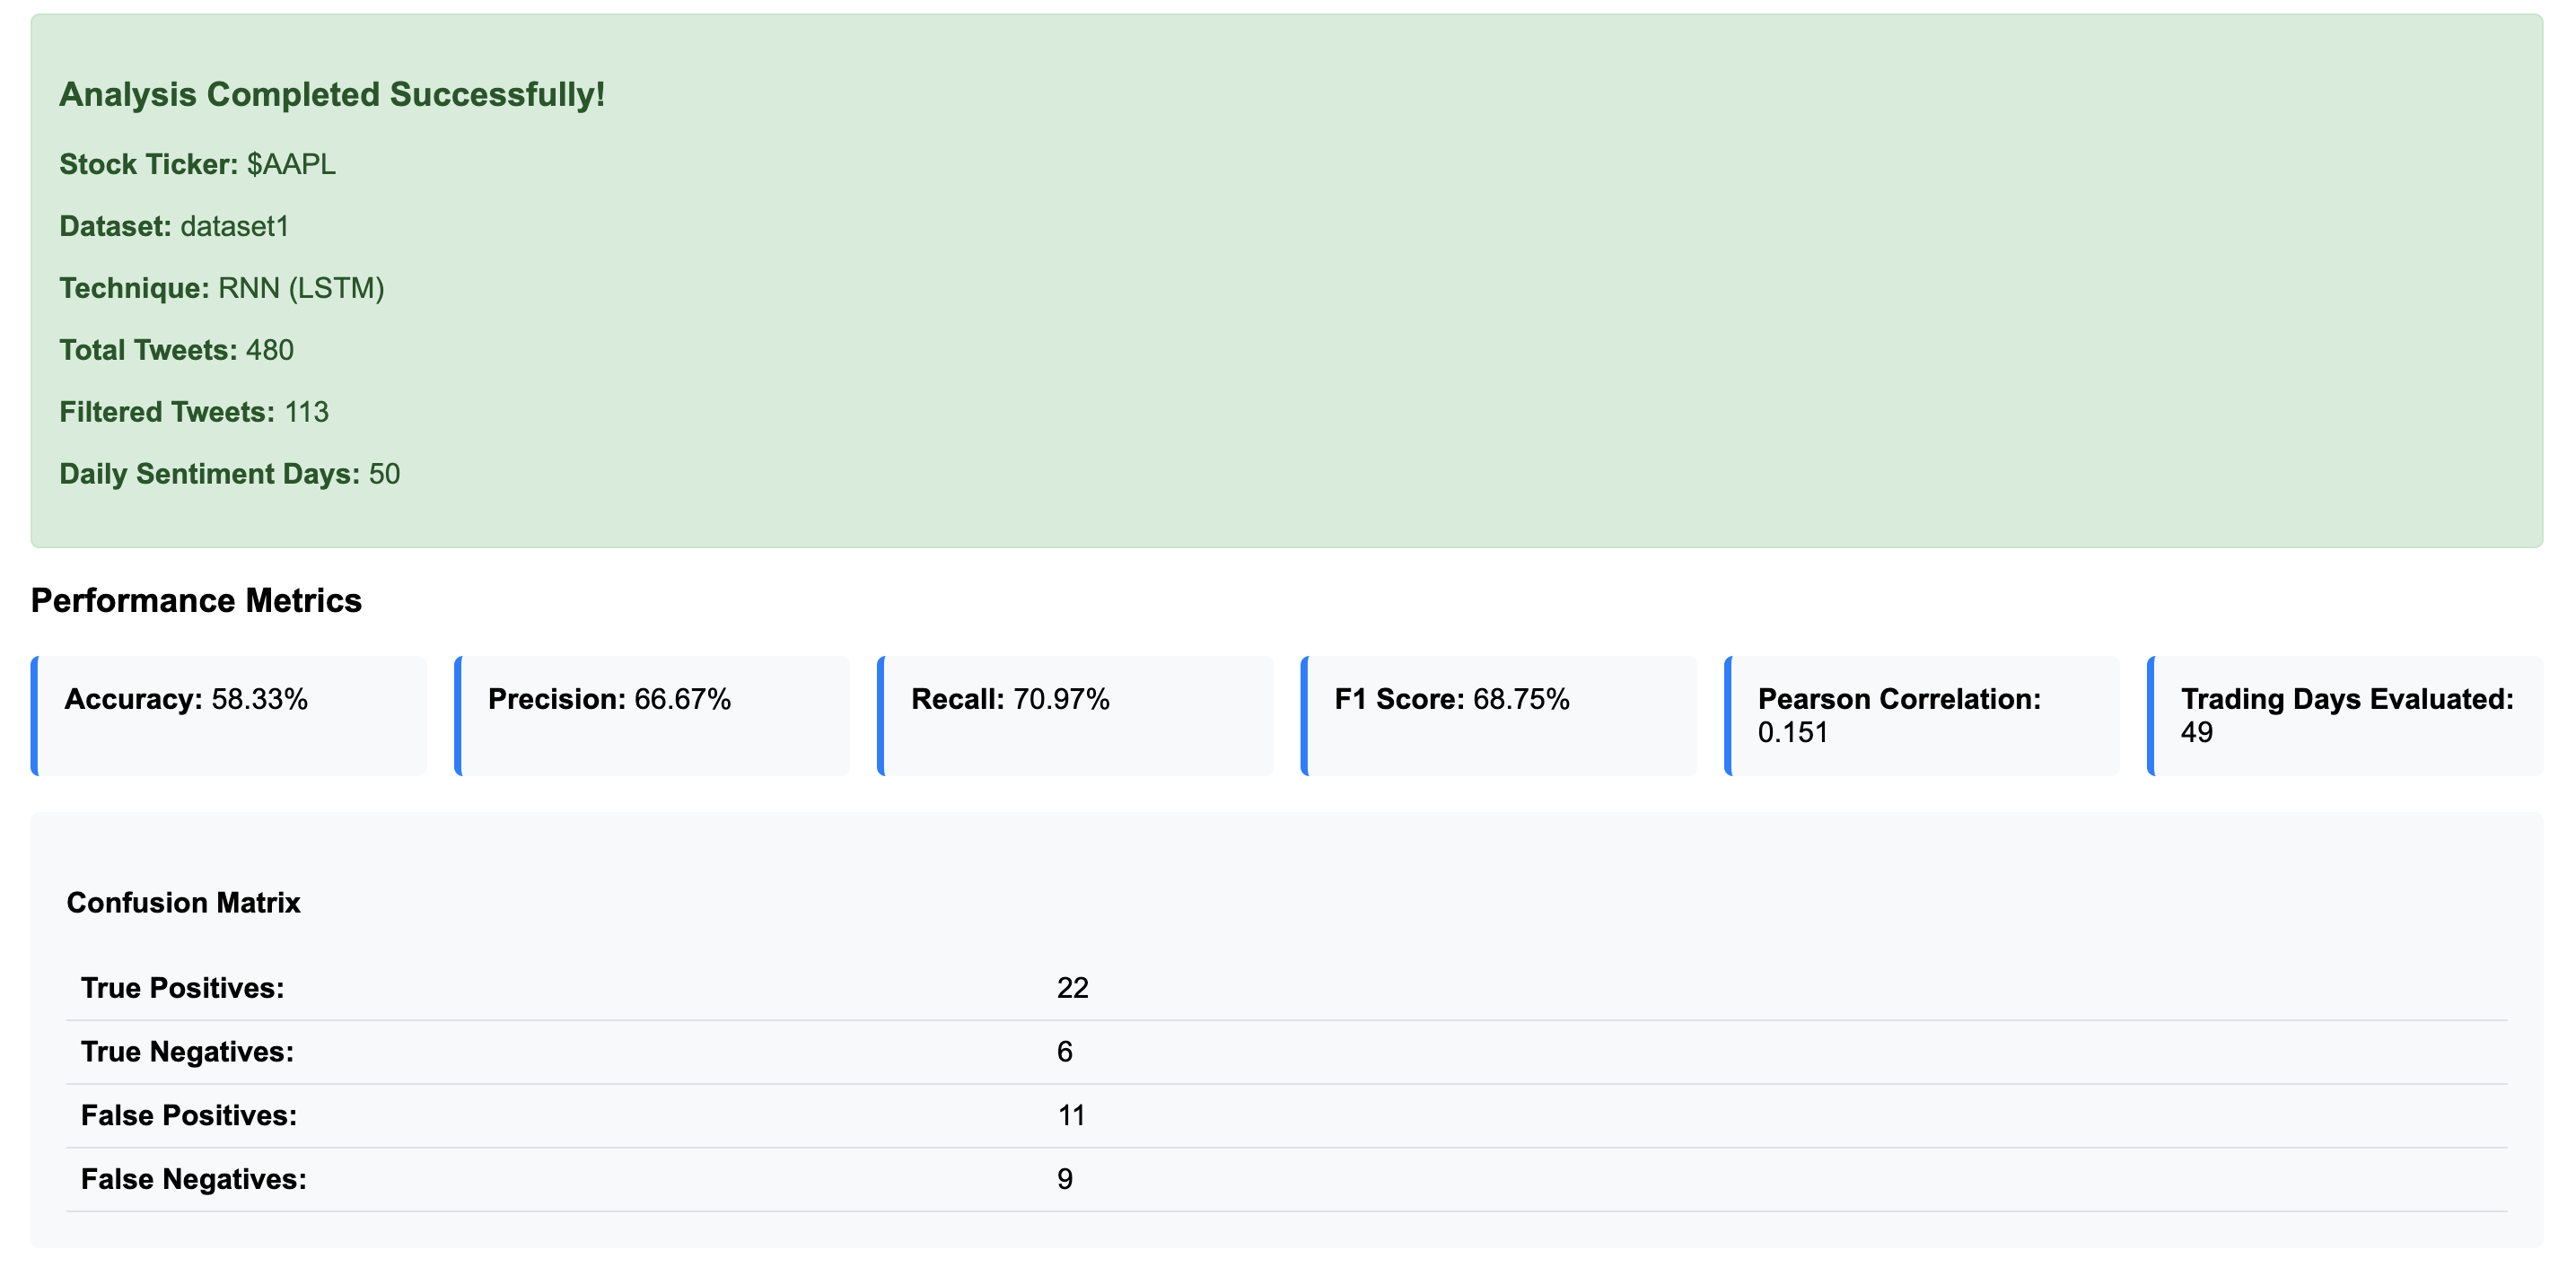 Analysis Completed Successfully!
Stock Ticker: $AAPL
Dataset: dataset1
Technique: RNN (LSTM)
Total Tweets: 480
Filtered Tweets: 113
Daily Sentiment Days: 50
Performance Metrics
Accuracy: 58.33%
Precision: 66.67%
Recall: 70.97%
F1 Score: 68.75%
Pearson Correlation:
0.151
Trading Days Evaluated:
49
Confusion Matrix
True Positives: 22
True Negatives: 6
False Positives: 11
False Negatives: 9